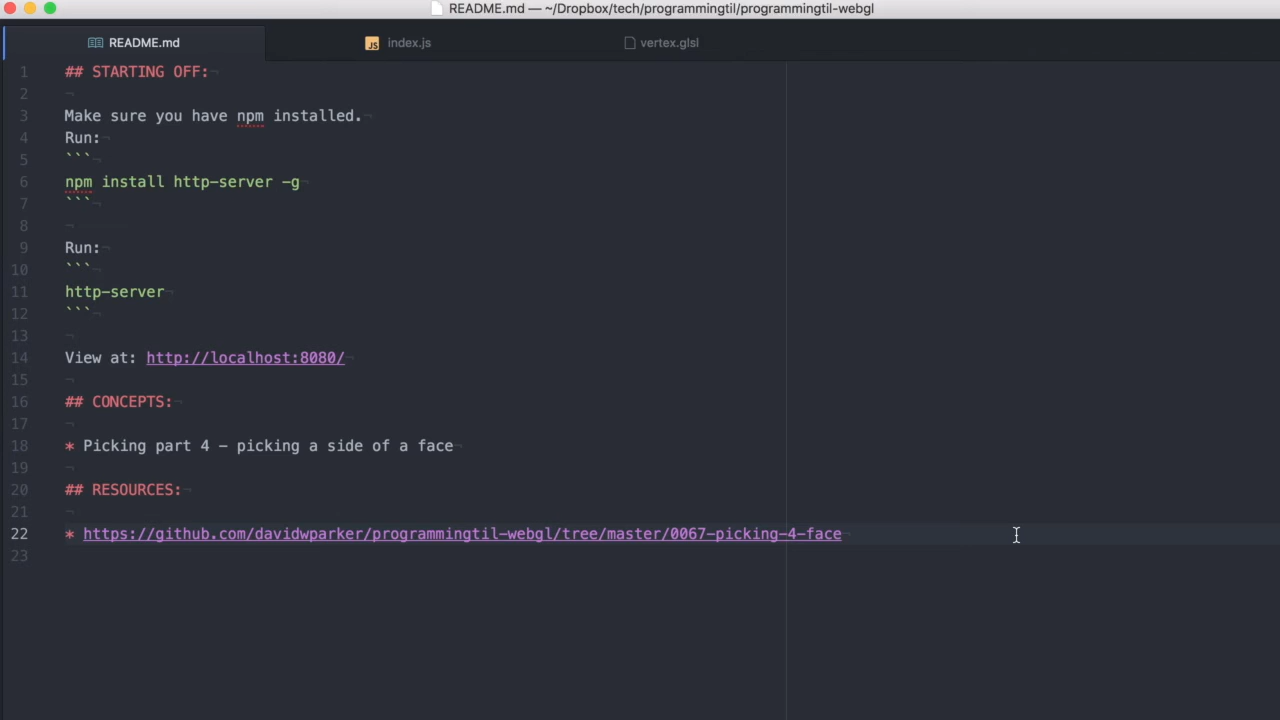 README.md — ~/Dropbox/tech/programmingtil/programmingtil-webgl
README.md
JS index.js
vertex.glsl
1 ## STARTING OFF:¬
2 ¬
3 Make sure you have npm installed.¬
4 Run:¬
5 ```¬
6 npm install http-server -g¬
7 ```¬
8 ¬
9 Run:¬
10 ```¬
11 http-server¬
12 ```¬
13 ¬
14 View at: http://localhost:8080/¬
15 ¬
16 ## CONCEPTS:¬
17 ¬
18 * Picking part 4 - picking a side of a face¬
19 ¬
20 ## RESOURCES:¬
21 ¬
22 * https://github.com/davidwparker/programmingtil-webgl/tree/master/0067-picking-4-face¬
23